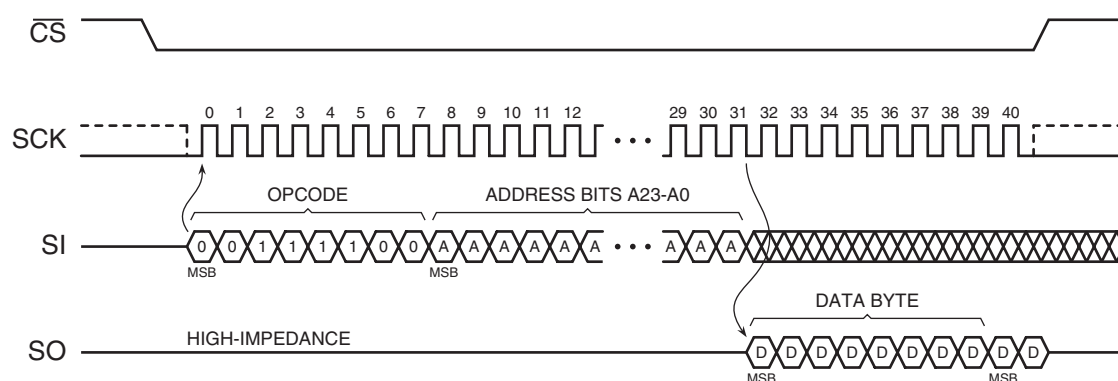 CS
SCK
0 1 2 3 4 5 6 7 8 9 10 11 12 29 30 31 32 33 34 35 36 37 38 39 40
OPCODE ADDRESS BITS A23-A0
SI 0 0 1 1 1 1 0 0 A A A A A A A A A
MSB MSB
DATA BYTE
SO HIGH-IMPEDANCE D D D D D D D D D D
MSB MSB